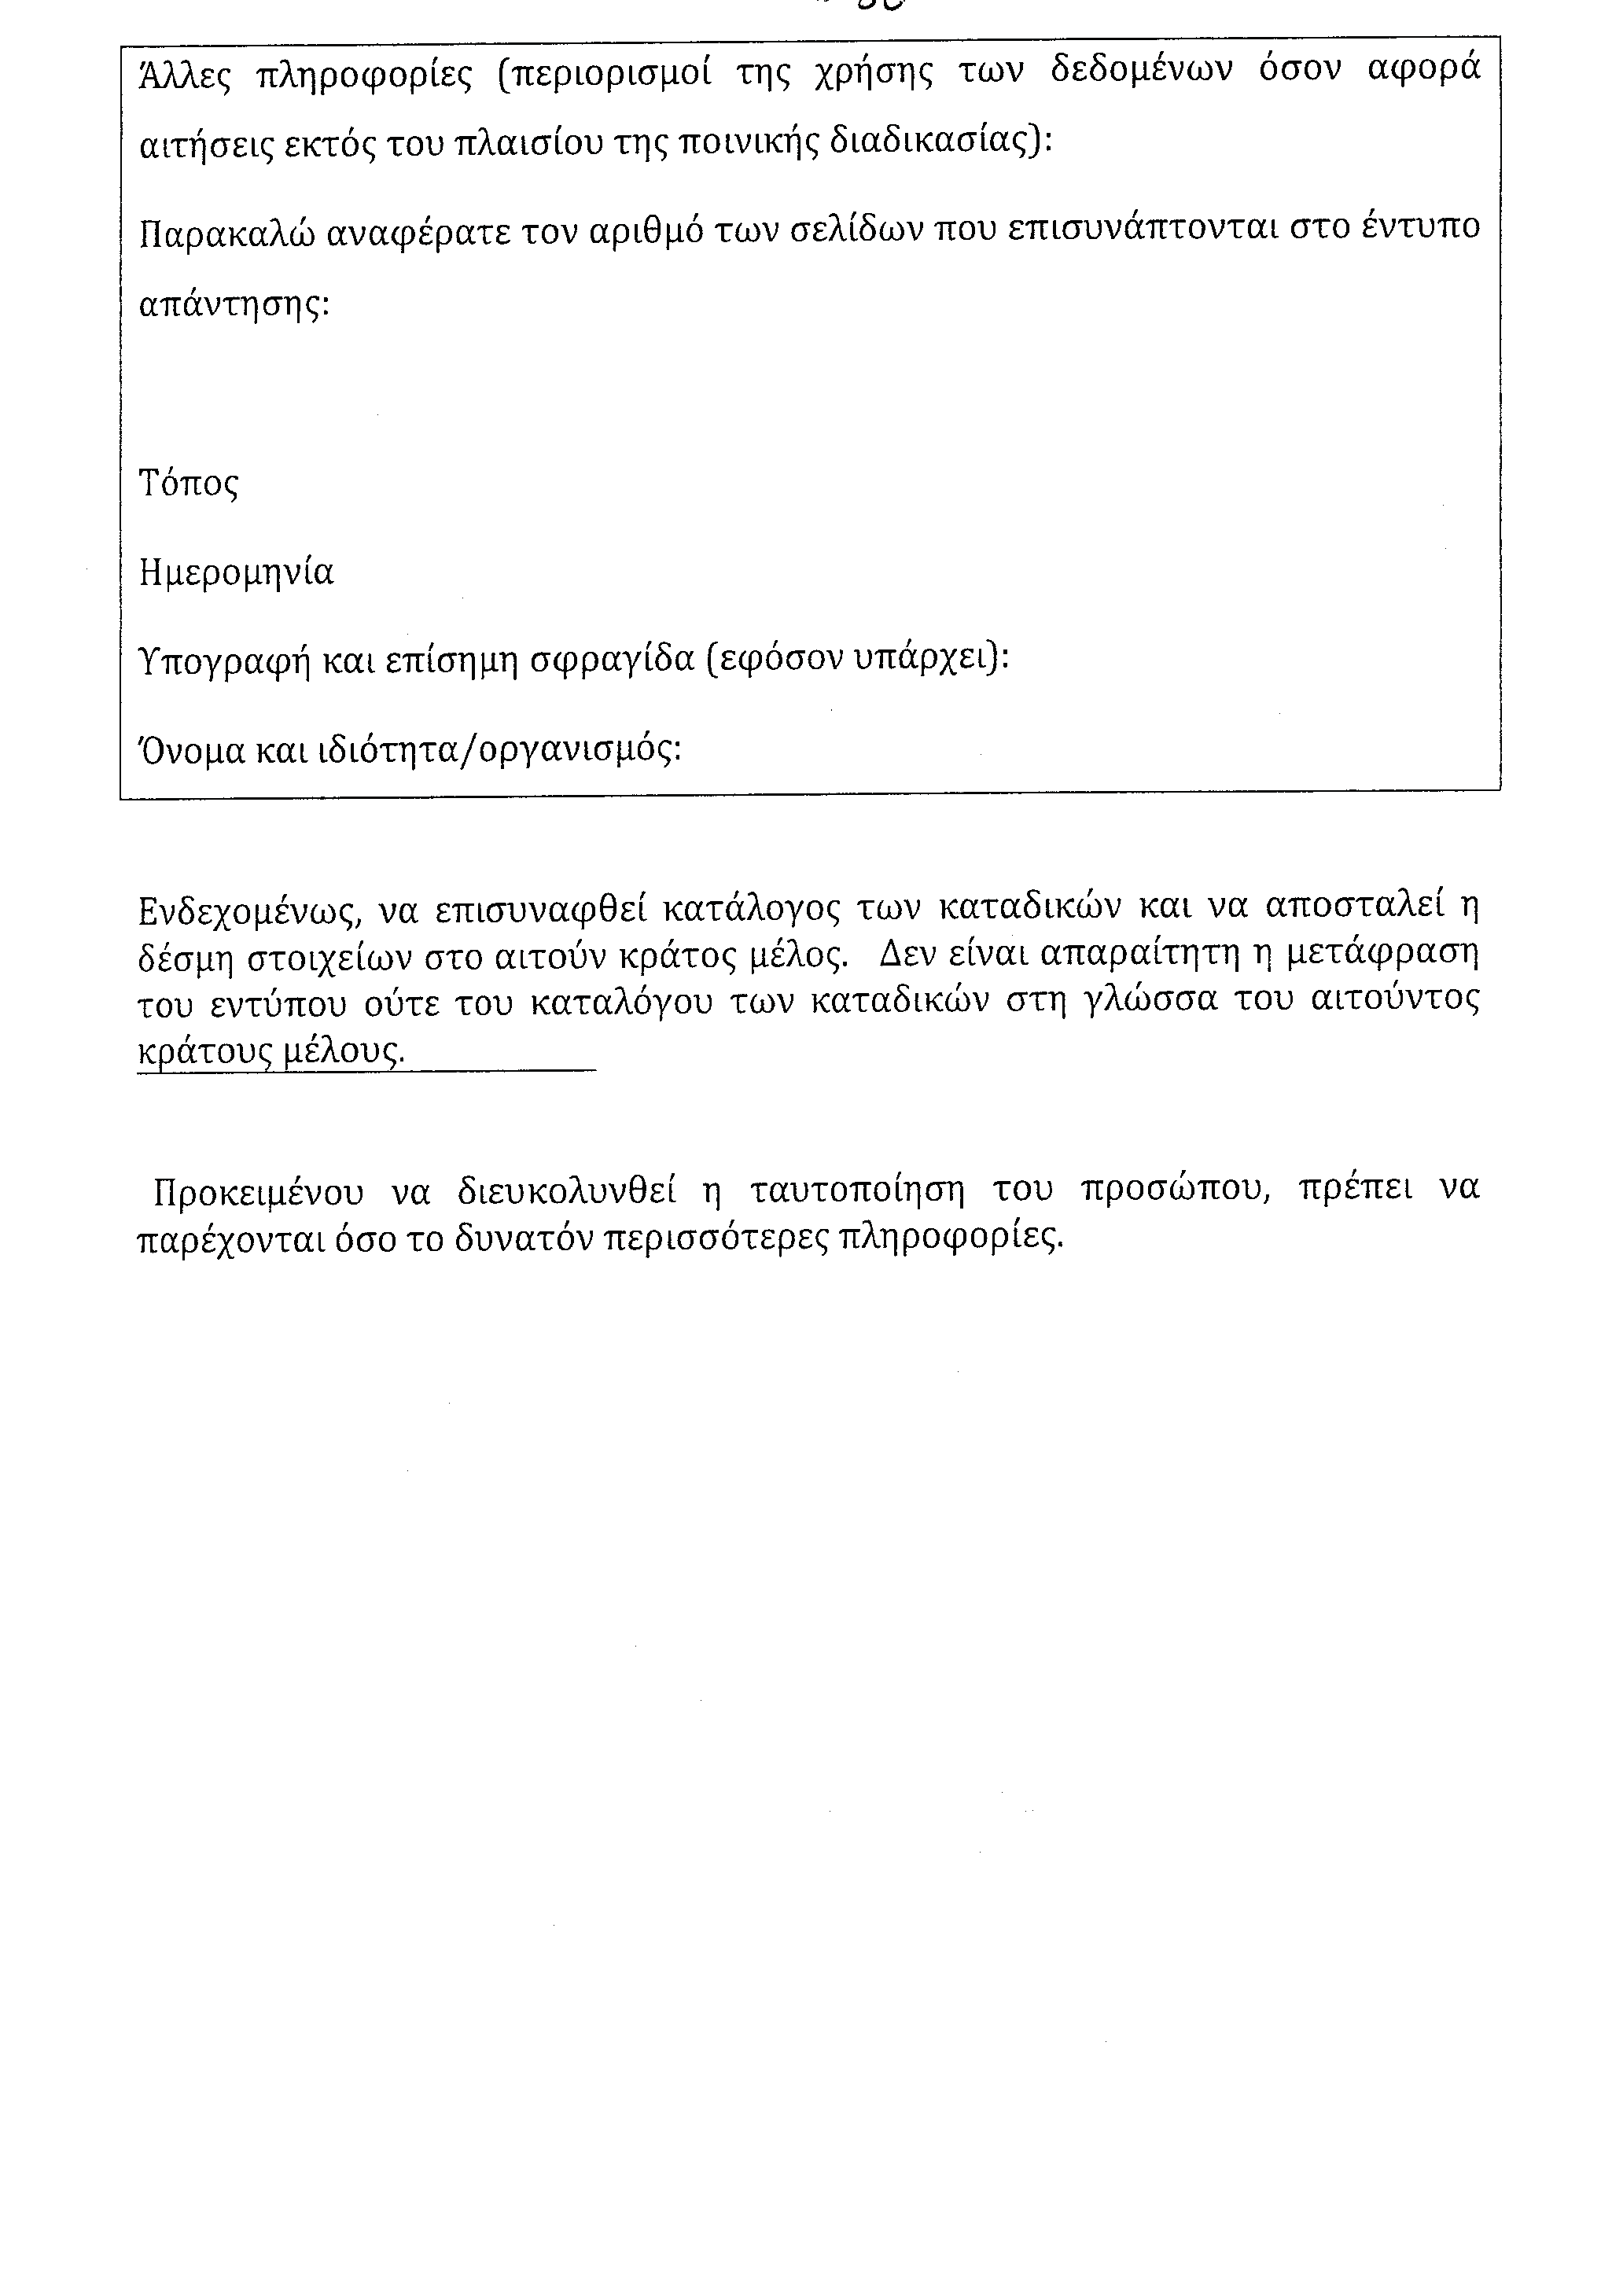 Άλλες πληροφορίες (περιορισμοί της χρήσης των δεδομένων όσον αφορά
αιτήσεις εκτός του πλαισίου της ποινικής διαδικασίας):
Παρακαλώ αναφέρατε τον αριθμό των σελίδων που επισυνάπτονται στο έντυπο
απάντησης:
Τόπος
Ημερομηνία
Υπογραφή και επίσημη σφραγίδα (εφόσον υπάρχει):
Όνομα και ιδιότητα/οργανισμός:
Ενδεχομένως, να επισυναφθεί κατάλογος των καταδικών και να αποσταλεί η
δέσμη στοιχείων στο αιτούν κράτος μέλος. Δεν είναι απαραίτητη η μετάφραση
του εντύπου ούτε του καταλόγου των καταδικών στη γλώσσα του αιτούντος
κράτους μέλους.
Προκειμένου να διευκολυνθεί η ταυτοποίηση του προσώπου, πρέπει να
παρέχονται όσο το δυνατόν περισσότερες πληροφορίες.